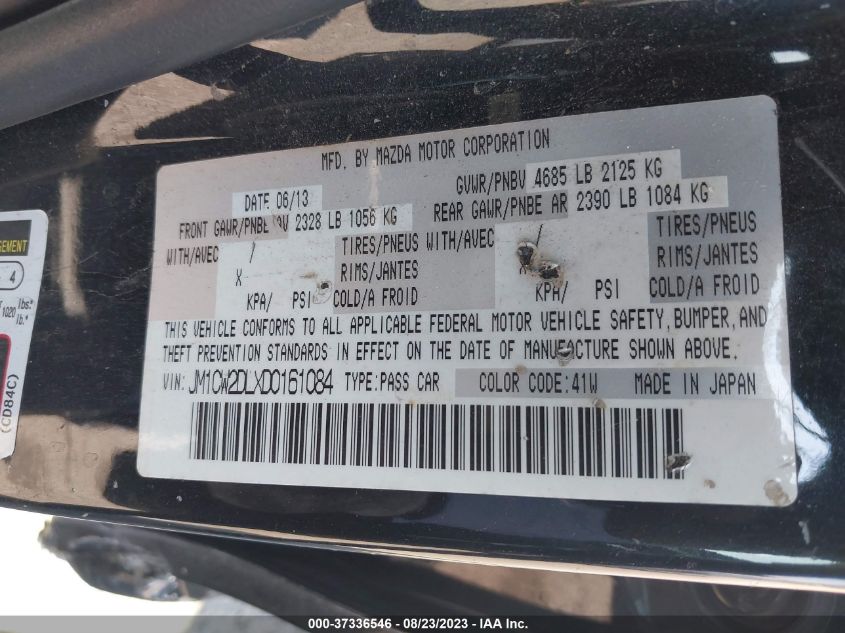 MFD. BY MAZDA MOTOR CORPORATION
DATE 06/13
GVWR/PNBV 4685 LB 2125 KG
FRONT GAWR/PNBE AV 2328 LB 1056 KG
REAR GAWR/PNBE AR 2390 LB 1084 KG
WITH/AVEC / TIRES/PNEUS WITH/AVEC / TIRES/PNEUS
X RIMS/JANTES X RIMS/JANTES
KPA/ PSI COLD/A FROID KPA/ PSI COLD/A FROID
THIS VEHICLE CONFORMS TO ALL APPLICABLE FEDERAL MOTOR VEHICLE SAFETY, BUMPER, AND
THEFT PREVENTION STANDARDS IN EFFECT ON THE DATE OF MANUFACTURE SHOWN ABOVE.
VIN: JM1CW2DLXD0161084 TYPE:PASS CAR COLOR CODE:41W MADE IN JAPAN
4
1020 lbs.*
lb.*
(CD84C)
000-37336546 / 08/23/2023 - IAA Inc.